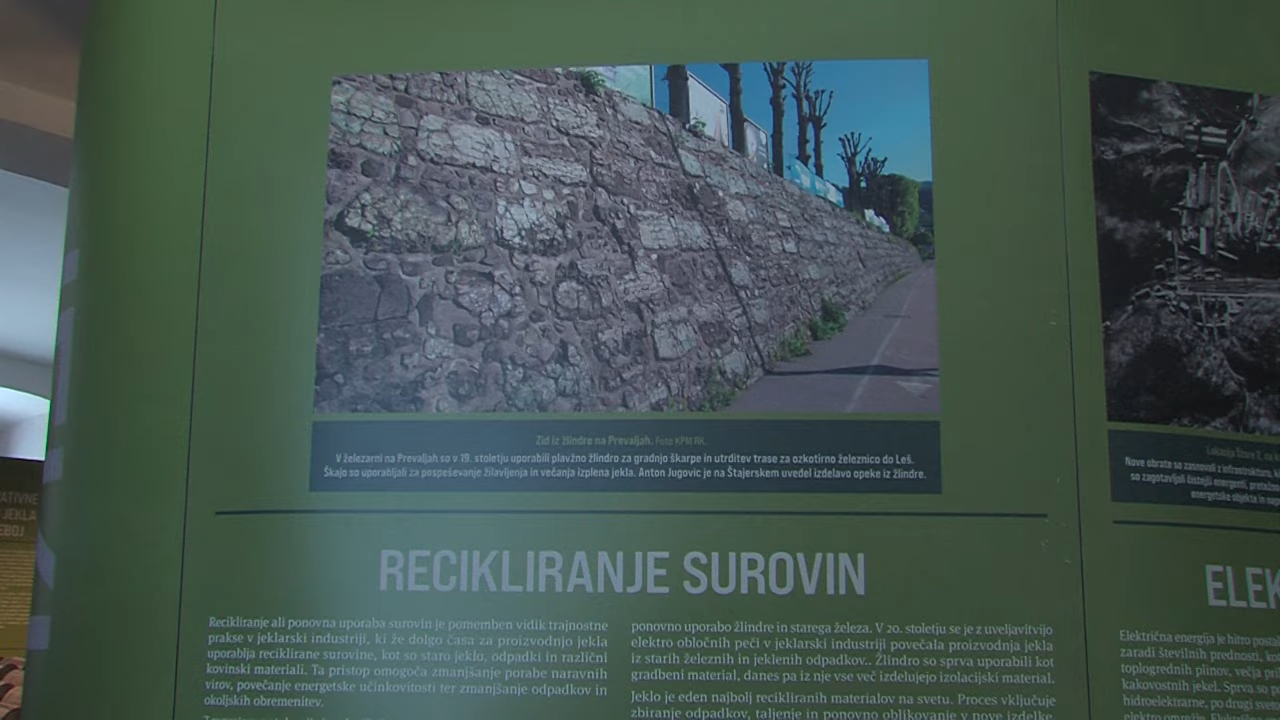 Zid iz žlindre na Prevaljah. Foto KPM RK.
V železarni na Prevaljah so v 19. stoletju uporabili plavžno žlindro za gradnjo škarpe in utrditev trase za ozkotirno železnico do Leš.
Škajo so uporabljali za pospeševanje žilavljenja in večanja izplena jekla. Anton Jugovic je na Štajerskem uvedel izdelavo opeke iz žlindre.
RECIKLIRANJE SUROVIN
Recikliranje ali ponovna uporaba surovin je pomemben vidik trajnostne
prakse v jeklarski industriji, ki že dolgo časa za proizvodnjo jekla
uporablja reciklirane surovine, kot so staro jeklo, odpadki in različni
kovinski materiali. Ta pristop omogoča zmanjšanje porabe naravnih
virov, povečanje energetske učinkovitosti ter zmanjšanje odpadkov in
okoljskih obremenitev.
ponovno uporabo žlindre in starega železa. V 20. stoletju se je z uveljavitvijo
elektro obločnih peči v jeklarski industriji povečala proizvodnja jekla
iz starih železnih in jeklenih odpadkov.. Žlindro so sprva uporabili kot
gradbeni material, danes pa iz nje vse več izdelujejo izolacijski material.
Jeklo je eden najbolj recikliranih materialov na svetu. Proces vključuje
zbiranje odpadkov, taljenje in ponovno oblikovanje v nove izdelke
Lokacija Štore 2, na
Nove obrate so zasnovali z infrastrukturo,
so zagotavljali čistejši energenti,
energetske objekte in
ELEK
Električna energija je hitro
zaradi številnih prednosti,
toplogrednih plinov, večja
kakovostnih jekel. Sprva so
hidroelektrarne, po drugi
JEKLA